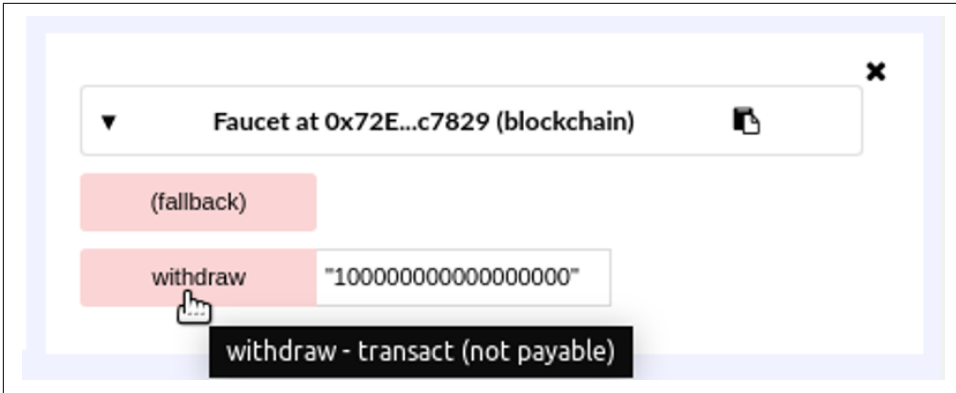 Faucet at 0x72E...c7829 (blockchain)
(fallback)
withdraw "100000000000000000"
withdraw - transact (not payable)